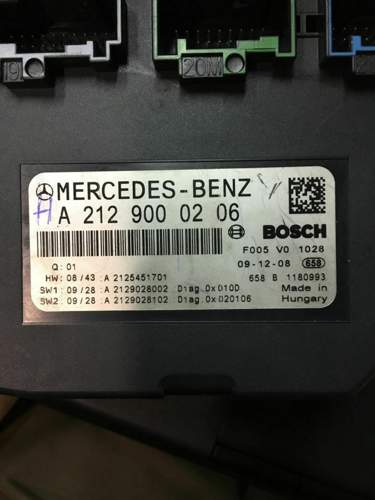 19
20M
MERCEDES-BENZ
H A 212 900 02 06
BOSCH
F005 V0 1028
09-12-08 658
Q: 01
HW: 08/43 : A 2125451701
658 B 1180993
SW1: 09/28 : A 2129028002 Diag.0x010D
Made in
SW2: 09/28 : A 2129028102 Diag.0x020106
Hungary